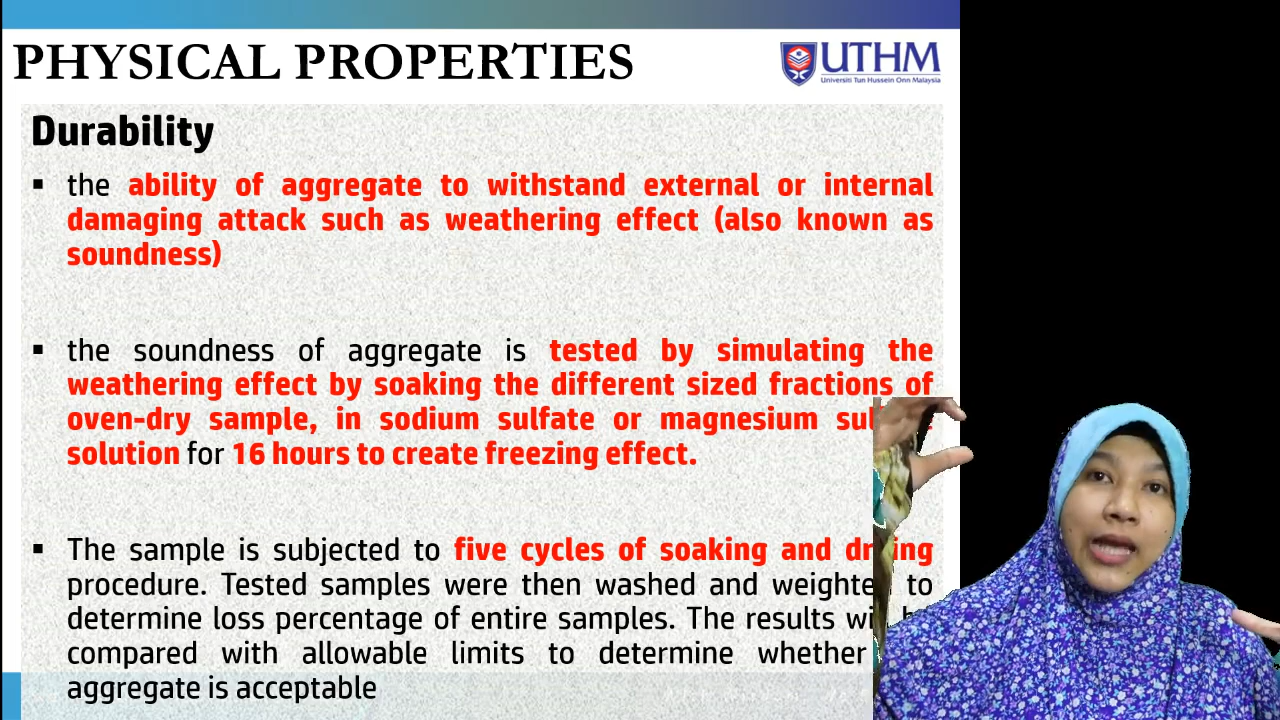 PHYSICAL PROPERTIES
UTHM
Universiti Tun Hussein Onn Malaysia
Durability
▪ the ability of aggregate to withstand external or internal
damaging attack such as weathering effect (also known as
soundness)
▪ the soundness of aggregate is tested by simulating the
weathering effect by soaking the different sized fractions of
oven-dry sample, in sodium sulfate or magnesium
solution for 16 hours to create freezing effect.
▪ The sample is subjected to five cycles of soaking and
procedure. Tested samples were then washed and to
determine loss percentage of entire samples. The results
compared with allowable limits to determine whether
aggregate is acceptable